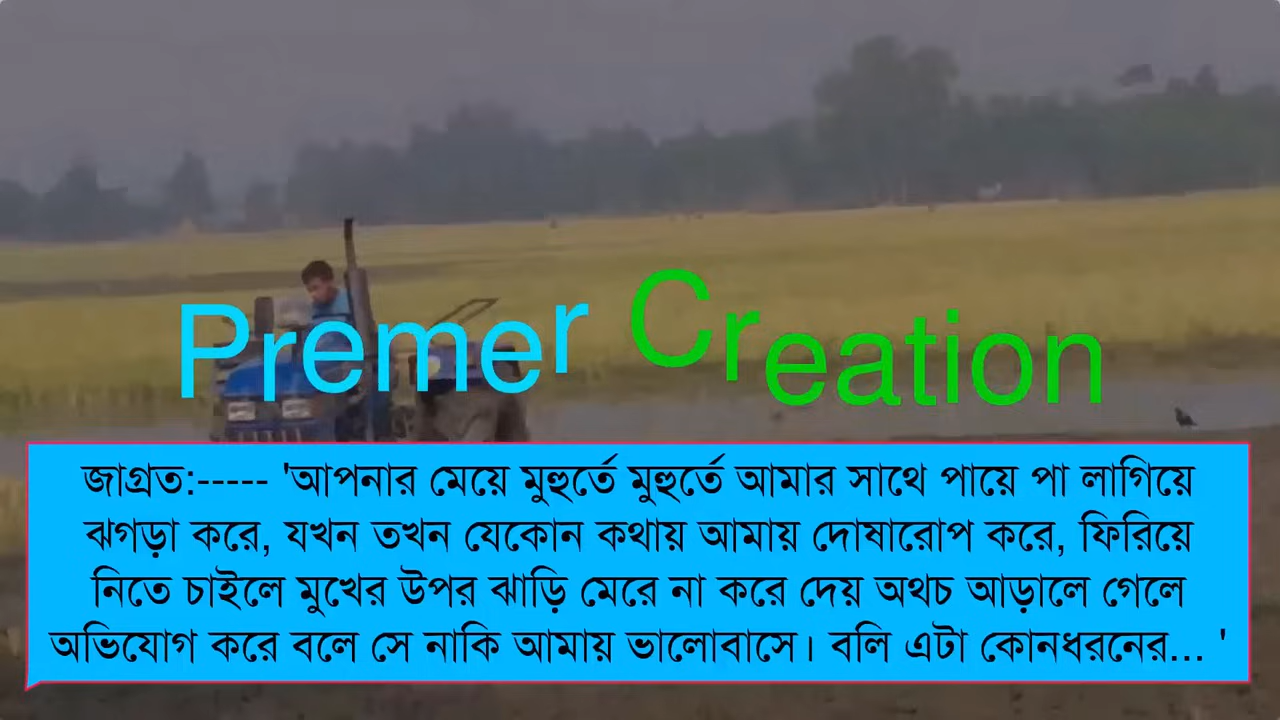 Premer Creation
জাগ্রত:----- 'আপনার মেয়ে মুহুর্তে মুহুর্তে আমার সাথে পায়ে পা লাগিয়ে
ঝগড়া করে, যখন তখন যেকোন কথায় আমায় দোষারোপ করে, ফিরিয়ে
নিতে চাইলে মুখের উপর ঝাড়ি মেরে না করে দেয় অথচ আড়ালে গেলে
অভিযোগ করে বলে সে নাকি আমায় ভালোবাসে। বলি এটা কোনধরনের... '